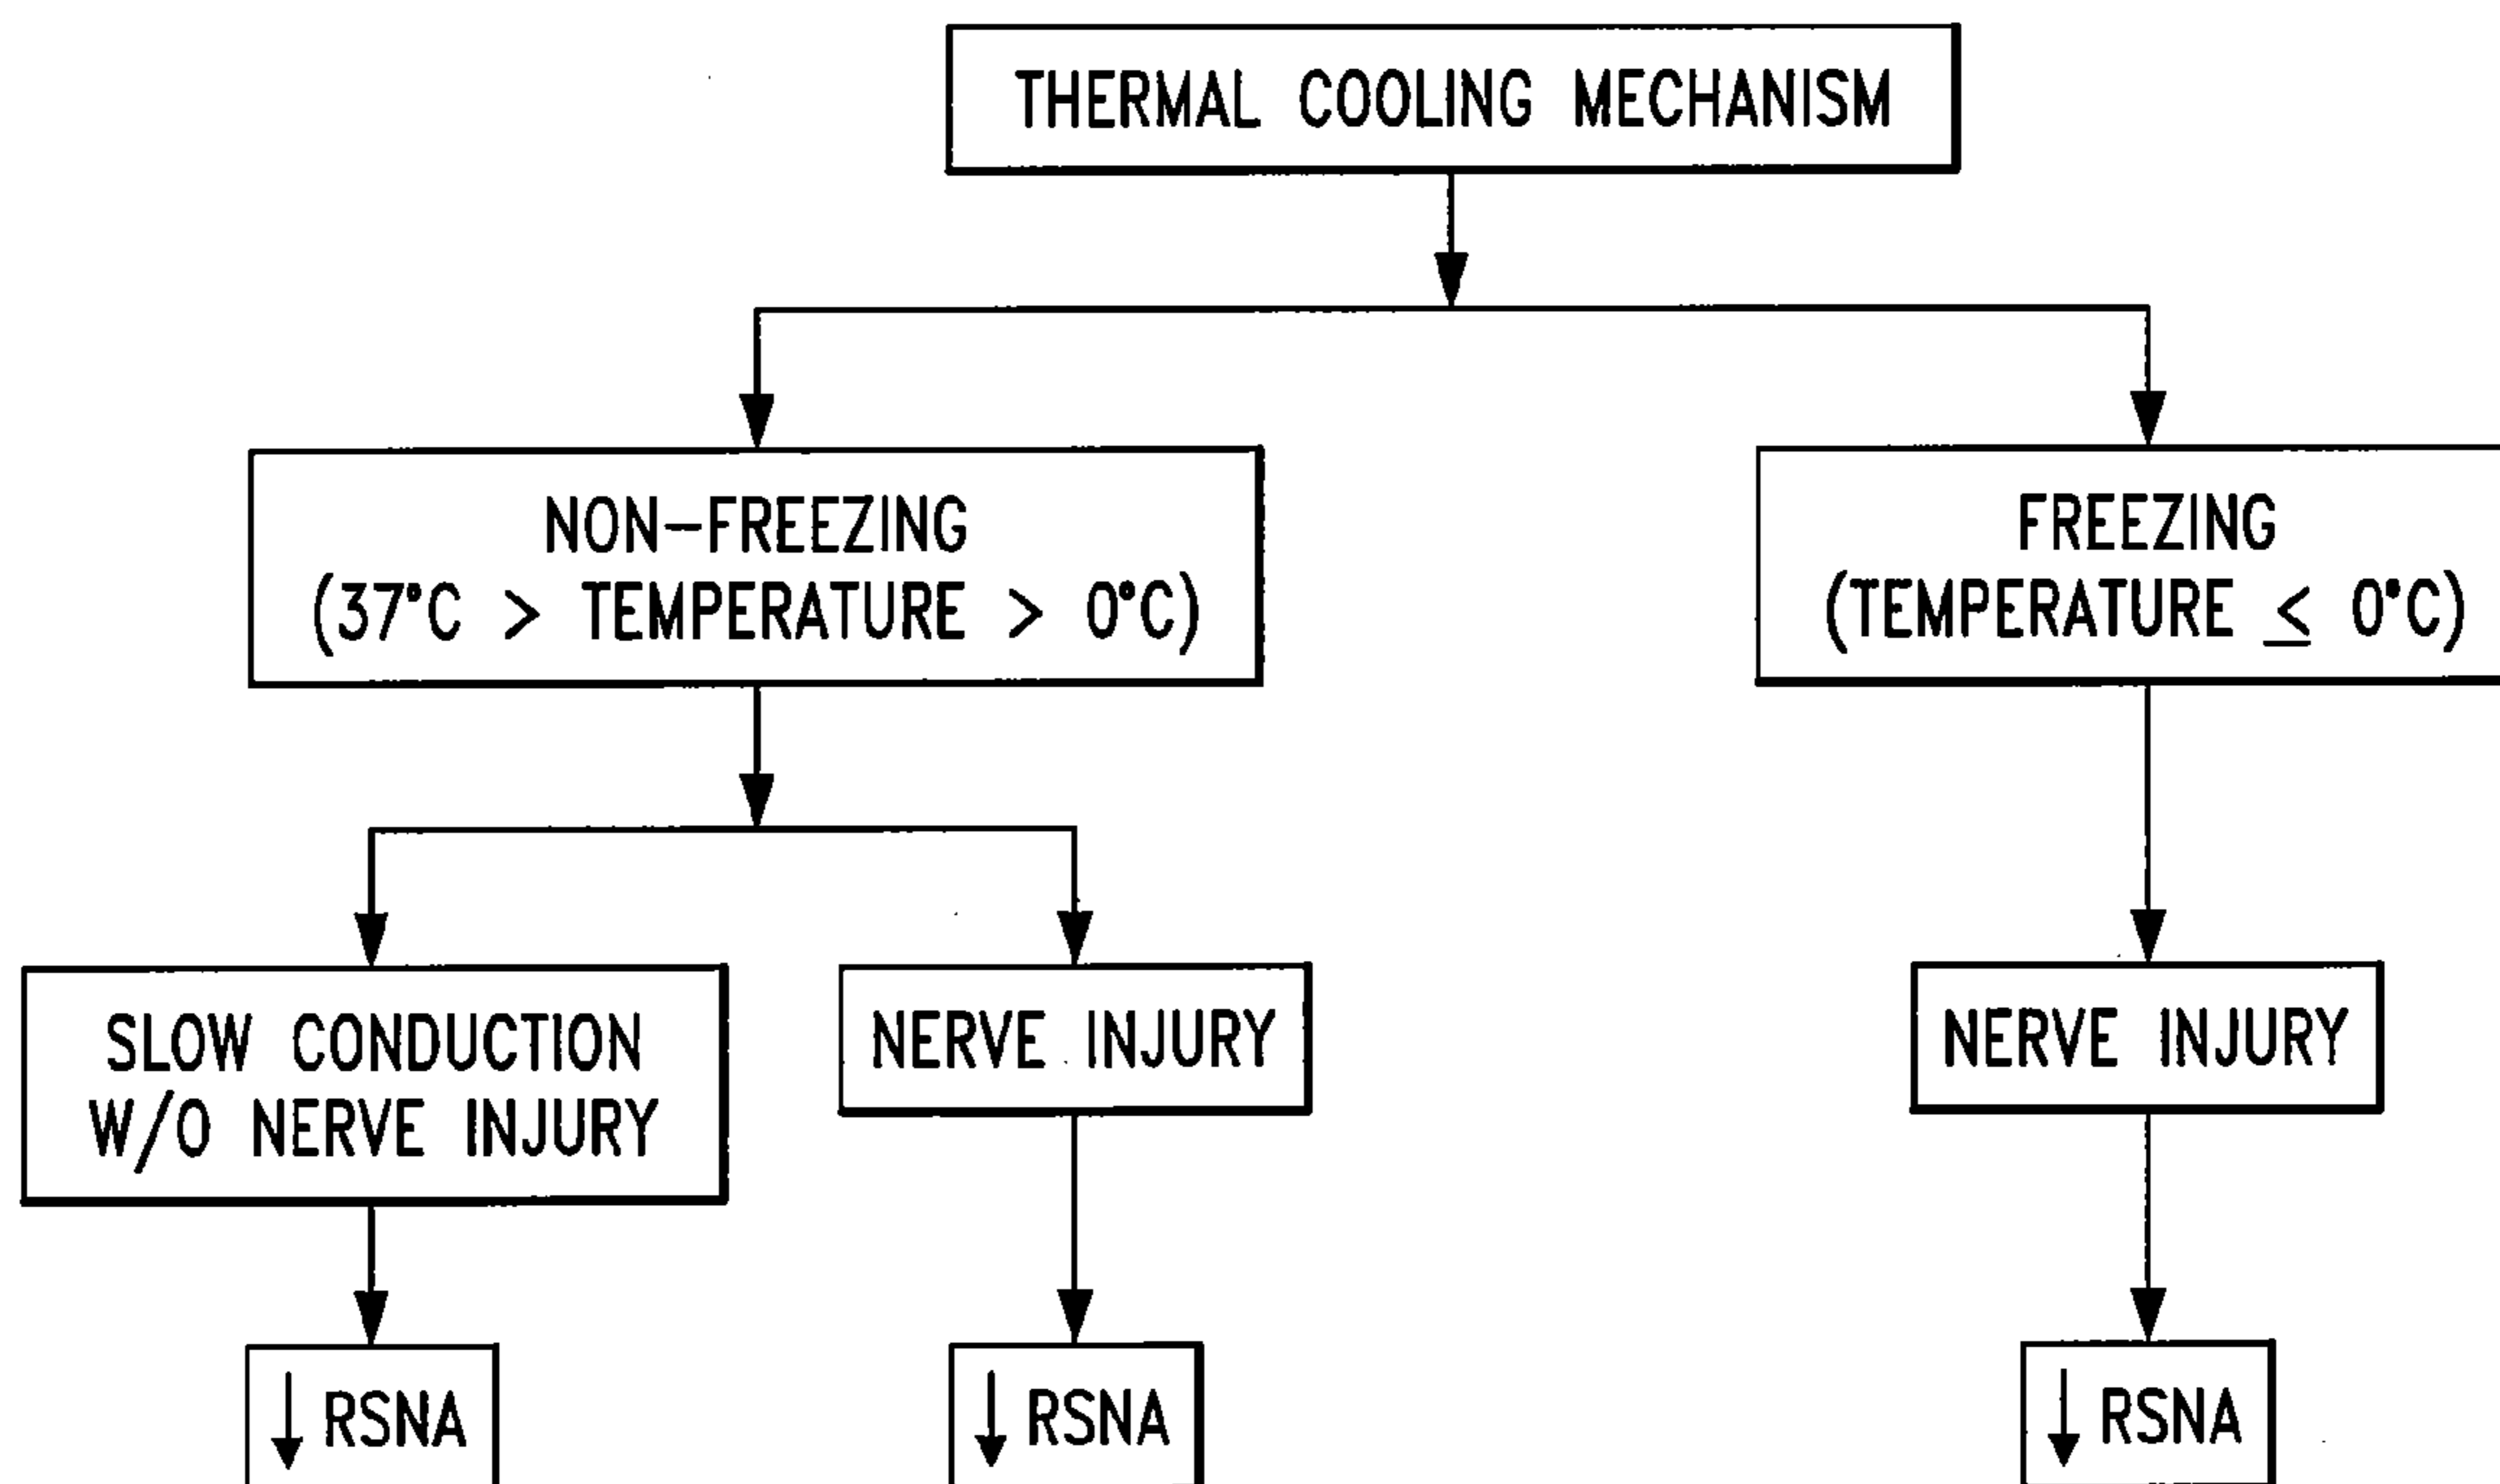 THERMAL COOLING MECHANISM
NON-FREEZING
(37°C > TEMPERATURE > 0°C)
FREEZING
(TEMPERATURE ≤ 0°C)
SLOW CONDUCTION
W/O NERVE INJURY
NERVE INJURY
NERVE INJURY
↓ RSNA
↓ RSNA
↓ RSNA